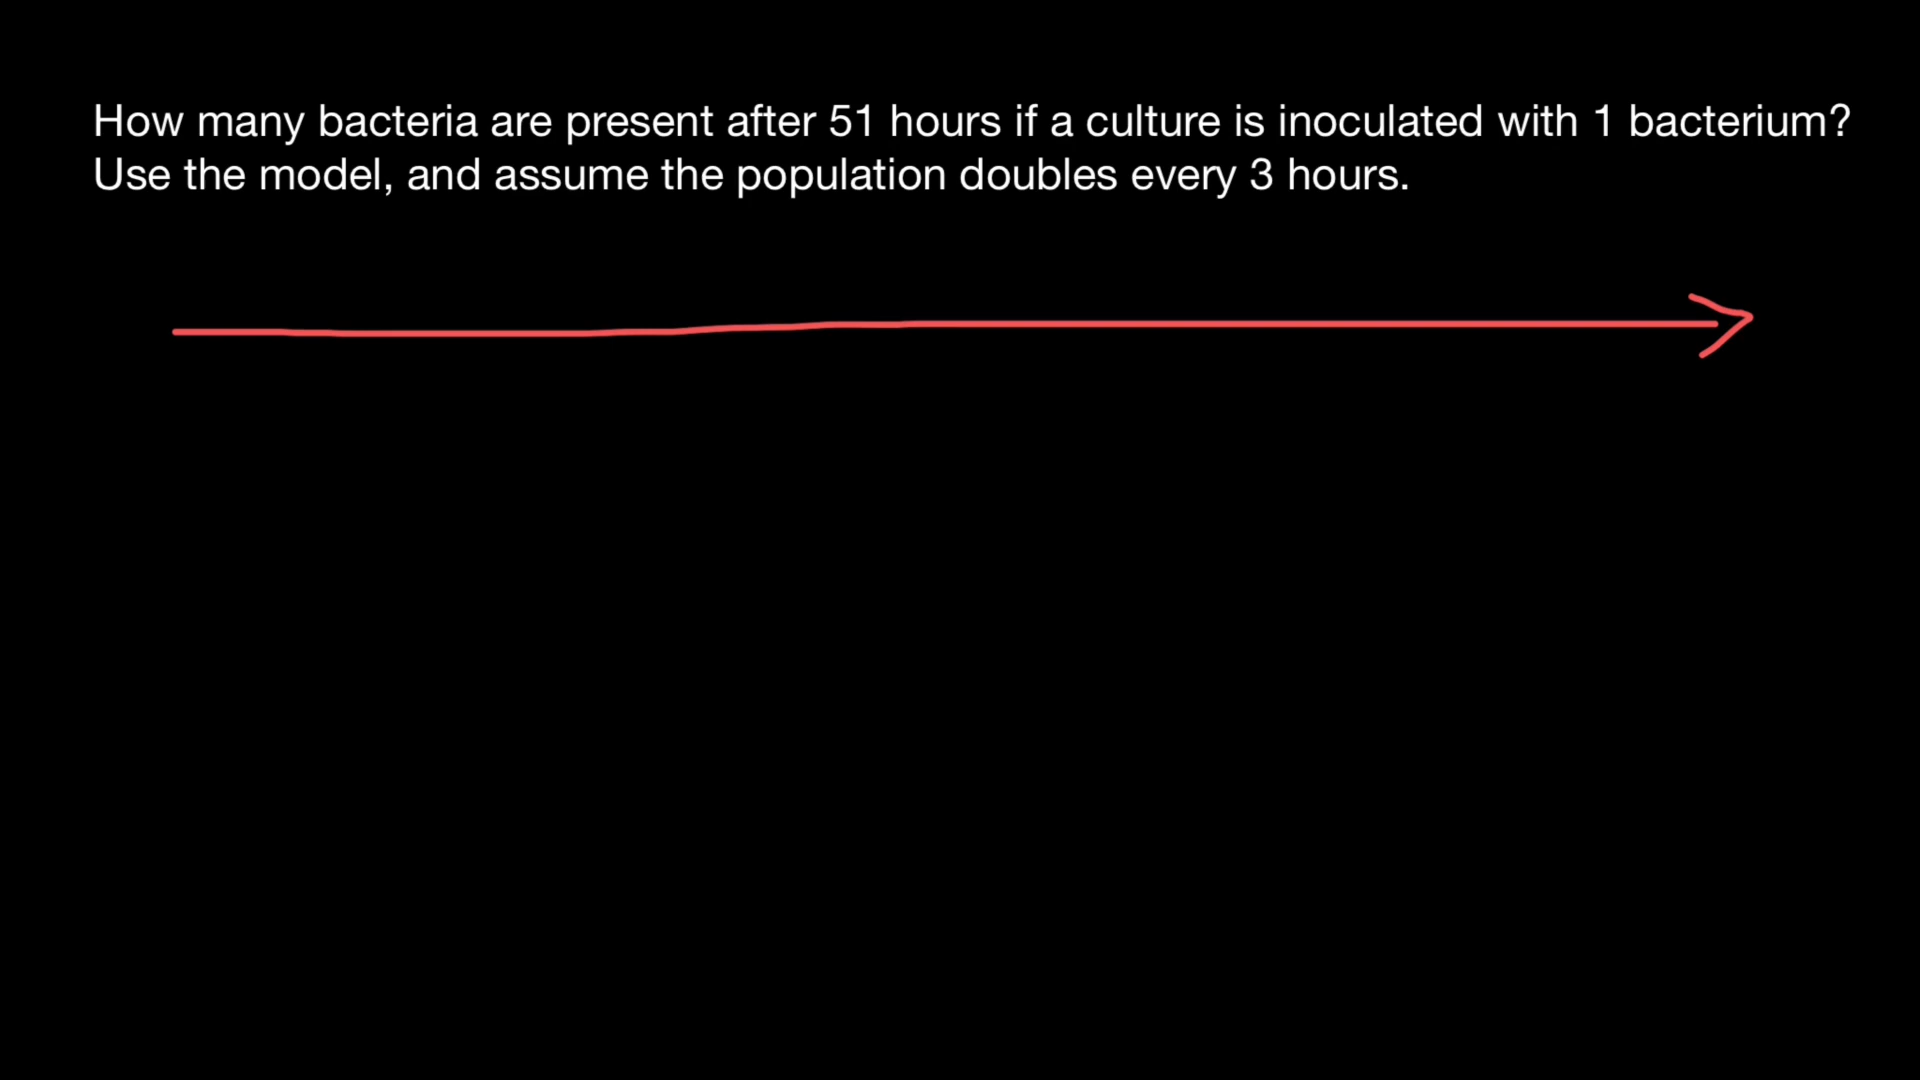 How many bacteria are present after 51 hours if a culture is inoculated with 1 bacterium?
Use the model, and assume the population doubles every 3 hours.